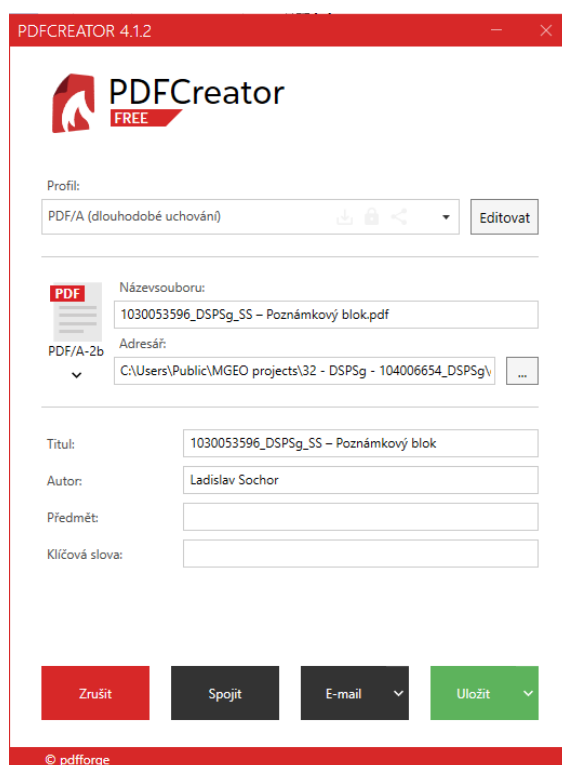 PDFCREATOR 4.1.2
PDFCreator
FREE
Profil:
PDF/A (dlouhodobé uchování)
Editovat
PDF
PDF/A-2b
Názevsouboru:
1030053596_DSPSg_SS – Poznámkový blok.pdf
Adresář:
C:\Users\Public\MGEO projects\32 - DSPSg - 104006654_DSPSg\
...
Titul:
1030053596_DSPSg_SS – Poznámkový blok
Autor:
Ladislav Sochor
Předmět:
Klíčová slova:
Zrušit
Spojit
E-mail
Uložit
© pdfforge